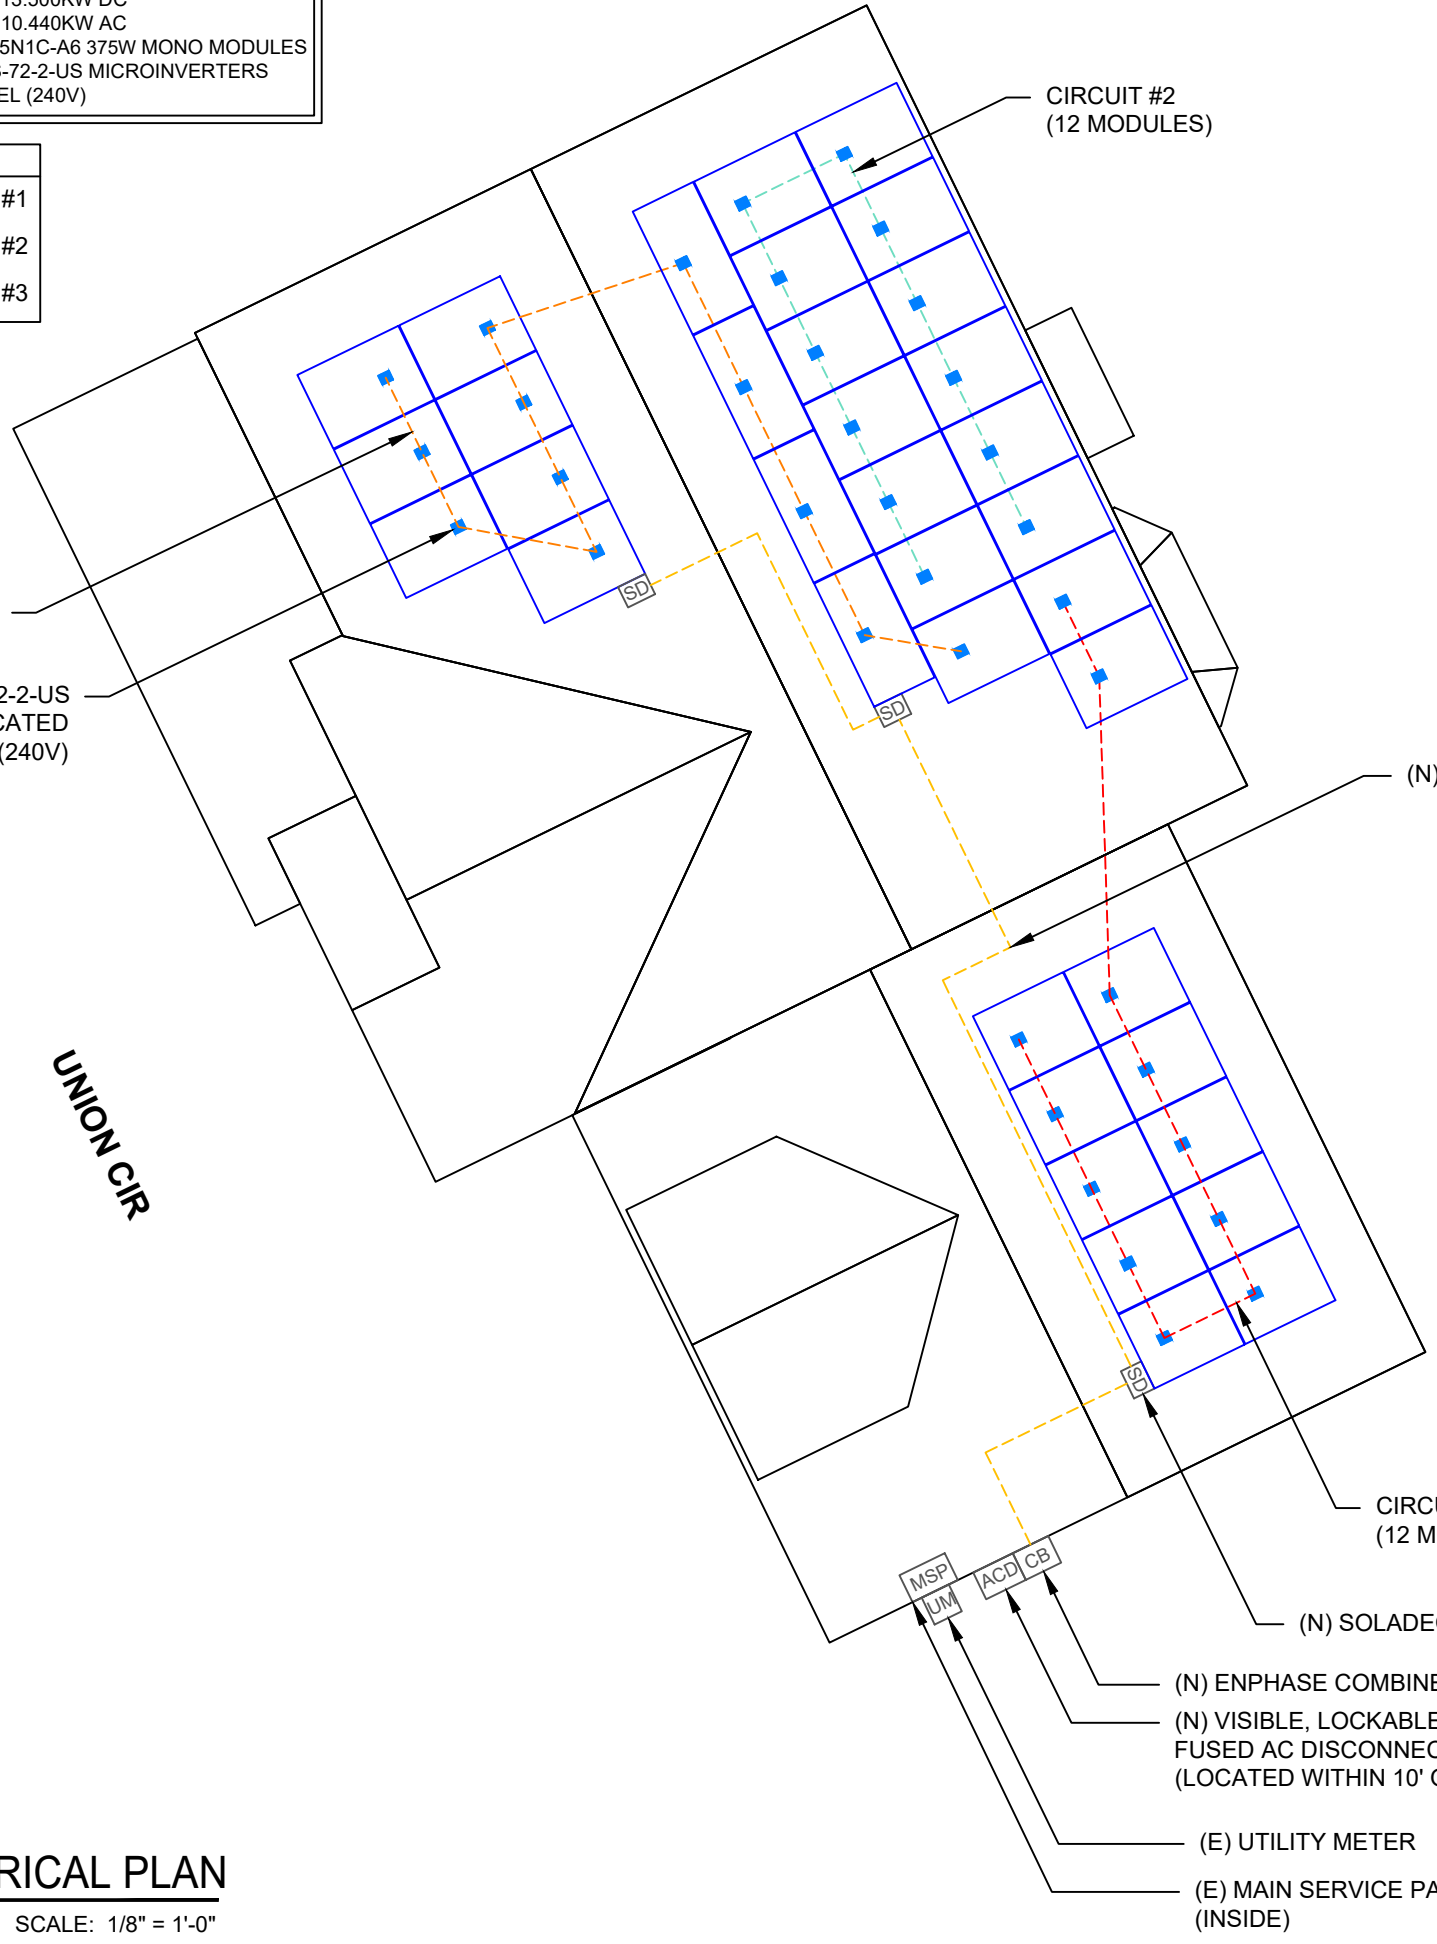 10.440KW AC
5N1C-A6 375W MONO MODULES
-72-2-US MICROINVERTERS
EL (240V)
#1
#2
#3
CIRCUIT #2
(12 MODULES)
SD
2-2-US
CATED
(240V)
SD
(N)
UNION CIR
SD
CIRCU
(12 M
MSP
UM
ACD
CB
(N) SOLADE
(N) ENPHASE COMBINE
(N) VISIBLE, LOCKABLE
FUSED AC DISCONNEC
(LOCATED WITHIN 10'
(E) UTILITY METER
(E) MAIN SERVICE PA
(INSIDE)
RICAL PLAN
SCALE: 1/8" = 1'-0"